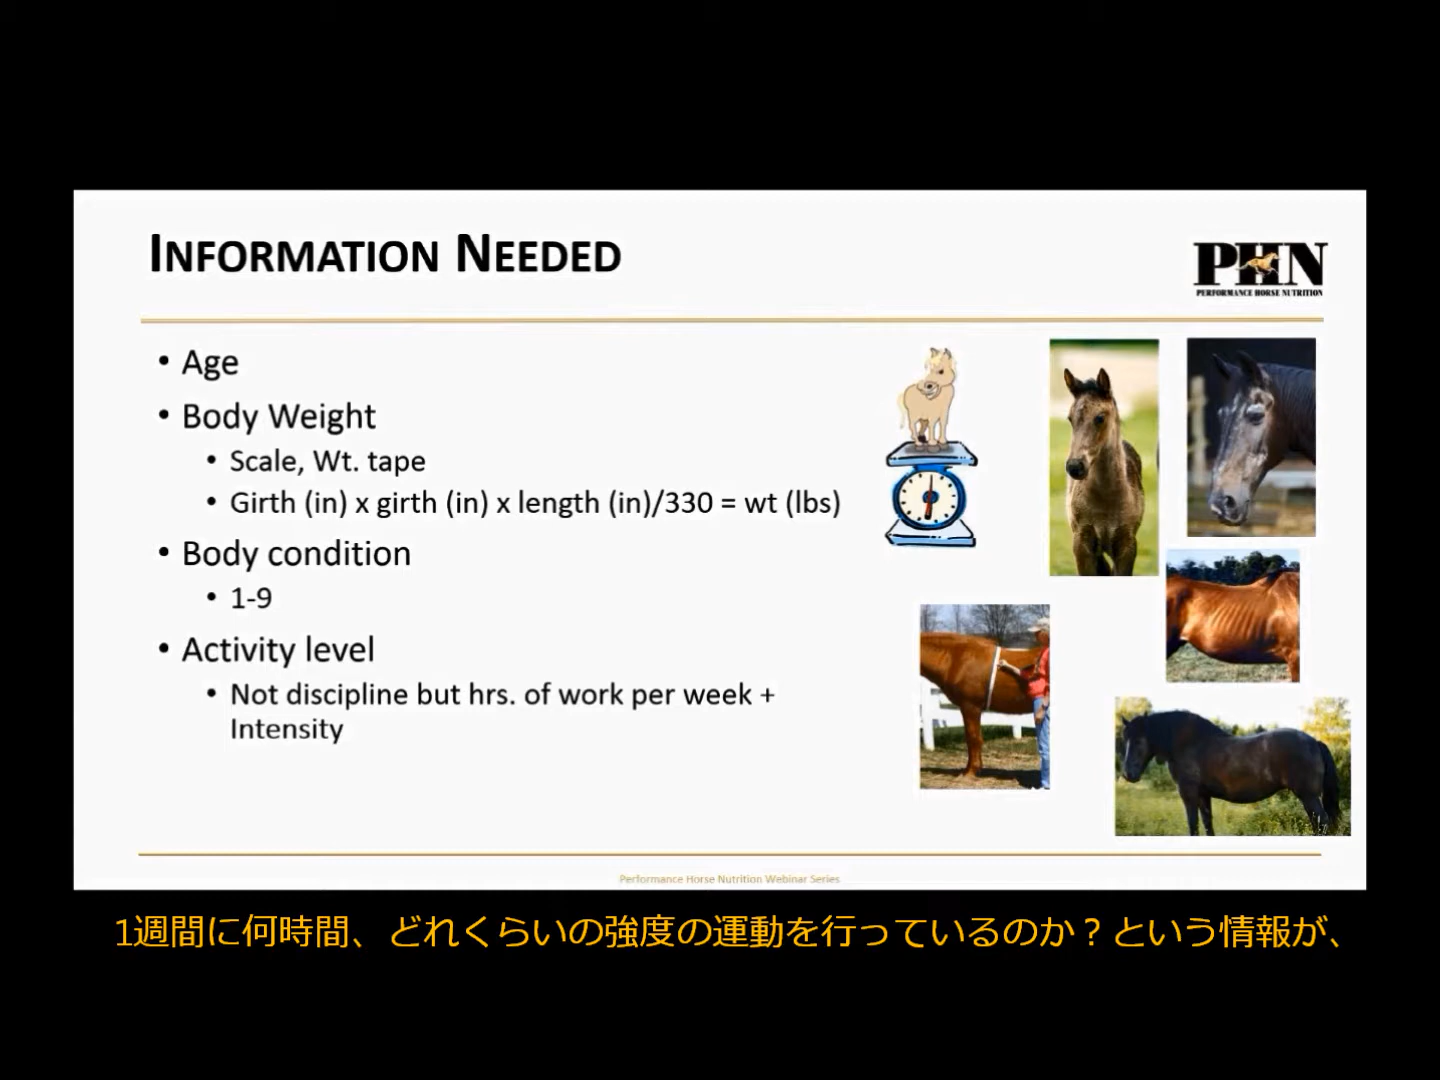 INFORMATION NEEDED
PHN
PERFORMANCE HORSE NUTRITION
• Age
• Body Weight
• Scale, Wt. tape
• Girth (in) x girth (in) x length (in)/330 = wt (lbs)
• Body condition
• 1-9
• Activity level
• Not discipline but hrs. of work per week +
Intensity
Performance Horse Nutrition Webinar Series
1週間に何時間、どれくらいの強度の運動を行っているのか？という情報が、